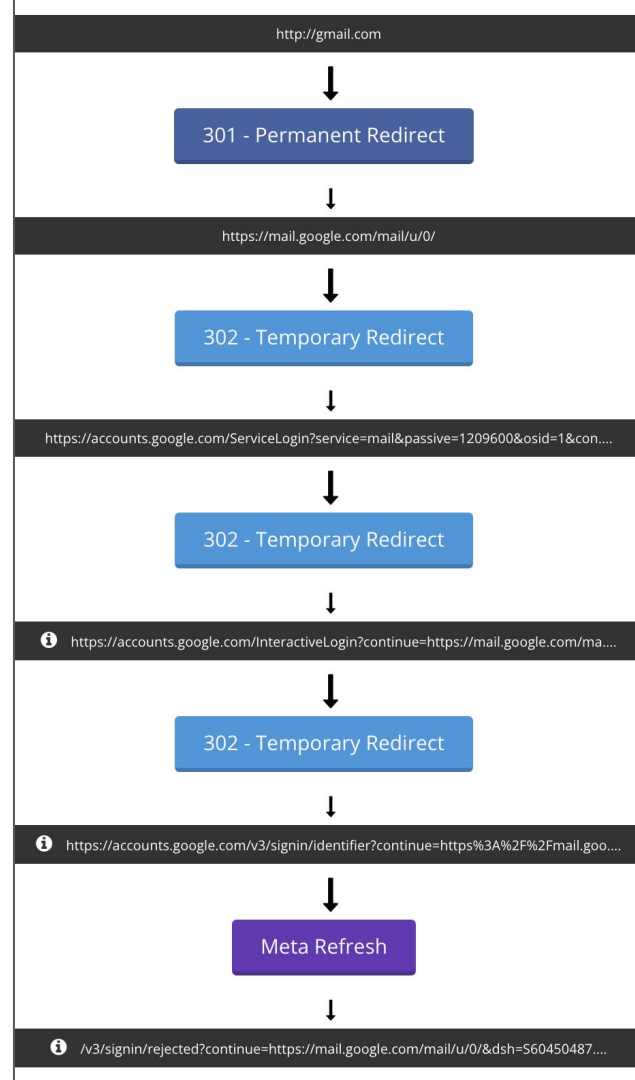 http://gmail.com
301 - Permanent Redirect
https://mail.google.com/mail/u/0/
302 - Temporary Redirect
https://accounts.google.com/ServiceLogin?service=mail&passive=1209600&osid=1&con....
302 - Temporary Redirect
https://accounts.google.com/InteractiveLogin?continue=https://mail.google.com/ma....
302 - Temporary Redirect
https://accounts.google.com/v3/signin/identifier?continue=https%3A%2F%2Fmail.goo....
Meta Refresh
/v3/signin/rejected?continue=https://mail.google.com/mail/u/0/&dsh=S60450487....